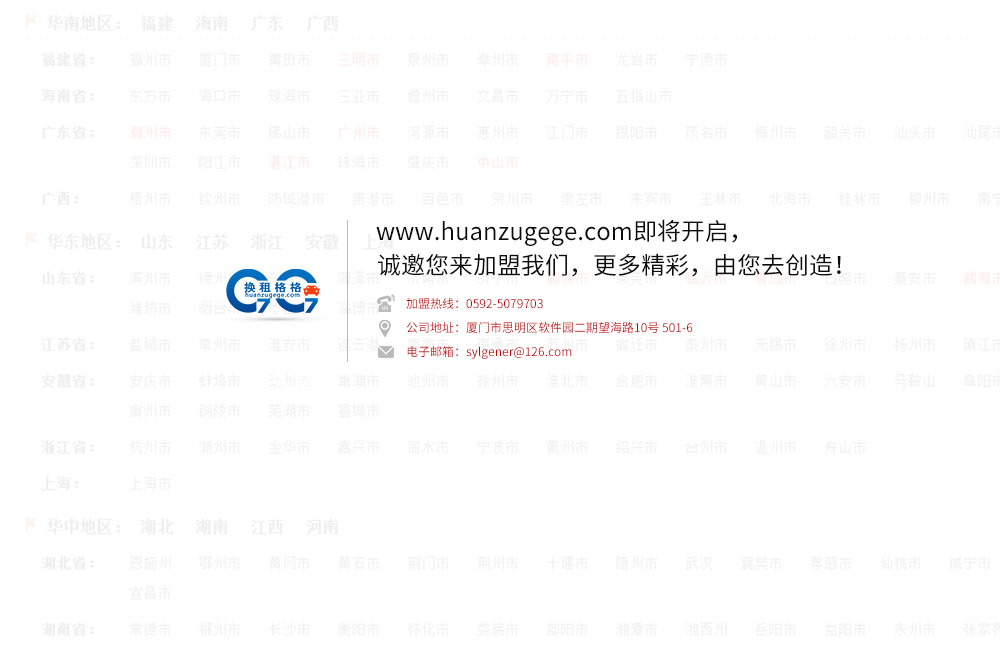 华南地区： 福建 海南 广东 广西
福建省： 福州市 厦门市 莆田市 三明市 泉州市 漳州市 南平市 龙岩市 宁德市
海南省： 东方市 海口市 琼海市 三亚市 儋州市 文昌市 万宁市 五指山市
广东省： 潮州市 东莞市 佛山市 广州市 河源市 惠州市 江门市 揭阳市 茂名市 梅州市 韶关市 汕头市 汕尾市
深圳市 阳江市 湛江市 珠海市 肇庆市 中山市
广西： 梧州市 钦州市 防城港市 贵港市 百色市 贺州市 崇左市 来宾市 玉林市 北海市 桂林市 柳州市 南宁
华东地区： 山东 江苏 浙江 安徽 上海
www.huanzugege.com即将开启，
诚邀您来加盟我们，更多精彩，由您去创造！
换租格格
huanzugege.com
加盟热线：0592-5079703
公司地址：厦门市思明区软件园二期望海路10号 501-6
电子邮箱：sylgener@126.com
山东省： 滨州市 德州市 泰安市 威海
潍坊市 烟台 淄博市
江苏省： 盐城市 常州市 淮安市 连云港 宿迁市 泰州市 无锡市 徐州市 扬州市 镇江市
安徽省： 安庆市 蚌埠市 亳州市 巢湖市 池州市 滁州市 淮北市 合肥市 淮南市 黄山市 六安市 马鞍山 阜阳市
宿州市 铜陵市 芜湖市 宣城市
浙江省： 杭州市 湖州市 金华市 嘉兴市 丽水市 宁波市 衢州市 绍兴市 台州市 温州市 舟山市
上海： 上海市
华中地区： 湖北 湖南 江西 河南
湖北省： 恩施州 鄂州市 黄冈市 黄石市 荆门市 荆州市 十堰市 随州市 武汉 襄樊市 孝感市 仙桃市 咸宁市
宜昌市
湖南省： 常德市 郴州市 长沙市 衡阳市 怀化市 娄底市 邵阳市 湘潭市 湘西州 岳阳市 益阳市 永州市 张家界